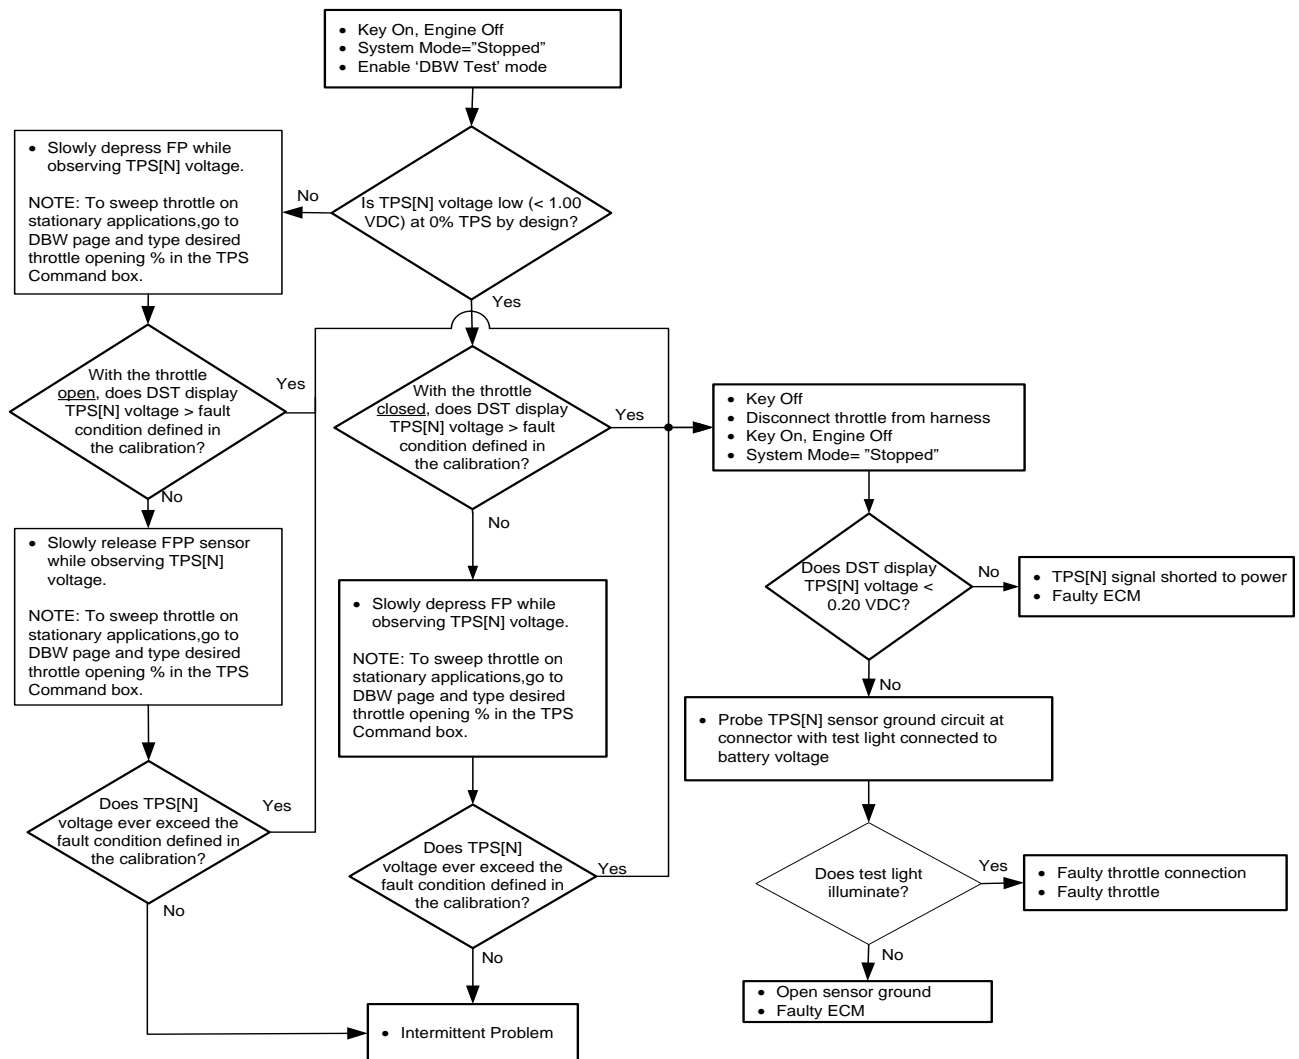 • Key On, Engine Off
• System Mode=”Stopped”
• Enable ‘DBW Test’ mode
• Slowly depress FP while
observing TPS[N] voltage.
NOTE: To sweep throttle on
stationary applications,go to
DBW page and type desired
throttle opening % in the TPS
Command box.
No
Is TPS[N] voltage low (< 1.00
VDC) at 0% TPS by design?
Yes
With the throttle
open, does DST display
TPS[N] voltage > fault
condition defined in
the calibration?
Yes
No
With the throttle
closed, does DST display
TPS[N] voltage > fault
condition defined in
the calibration?
Yes
No
• Key Off
• Disconnect throttle from harness
• Key On, Engine Off
• System Mode= ”Stopped”
• Slowly release FPP sensor
while observing TPS[N]
voltage.
NOTE: To sweep throttle on
stationary applications,go to
DBW page and type desired
throttle opening % in the TPS
Command box.
• Slowly depress FP while
observing TPS[N] voltage.
NOTE: To sweep throttle on
stationary applications,go to
DBW page and type desired
throttle opening % in the TPS
Command box.
Does DST display
TPS[N] voltage <
0.20 VDC?
No
• TPS[N] signal shorted to power
• Faulty ECM
No
• Probe TPS[N] sensor ground circuit at
connector with test light connected to
battery voltage
Does TPS[N]
voltage ever exceed the
fault condition defined in
the calibration?
Yes
No
Does TPS[N]
voltage ever exceed the
fault condition defined in
the calibration?
Yes
No
Does test light
illuminate?
Yes
• Faulty throttle connection
• Faulty throttle
No
• Open sensor ground
• Faulty ECM
• Intermittent Problem